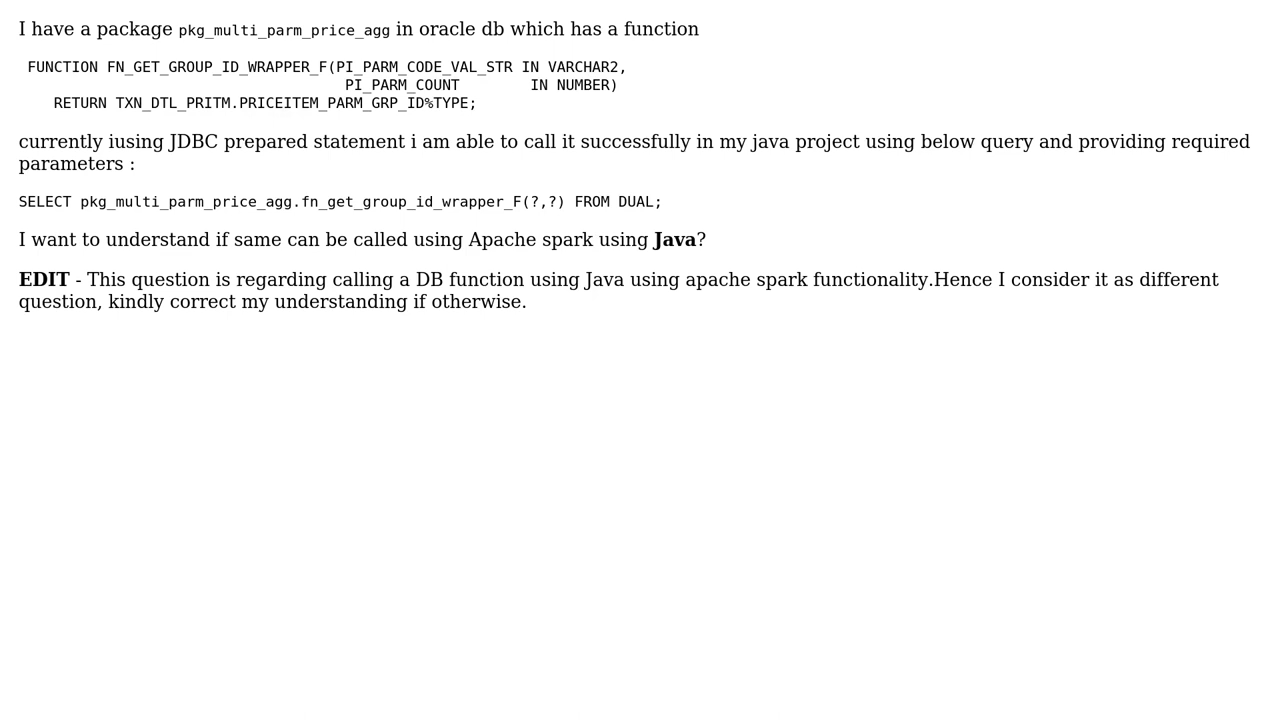 I have a package pkg_multi_parm_price_agg in oracle db which has a function
FUNCTION FN_GET_GROUP_ID_WRAPPER_F(PI_PARM_CODE_VAL_STR IN VARCHAR2,
PI_PARM_COUNT        IN NUMBER)
RETURN TXN_DTL_PRITM.PRICEITEM_PARM_GRP_ID%TYPE;
currently iusing JDBC prepared statement i am able to call it successfully in my java project using below query and providing required
parameters :
SELECT pkg_multi_parm_price_agg.fn_get_group_id_wrapper_F(?,?) FROM DUAL;
I want to understand if same can be called using Apache spark using Java?
EDIT - This question is regarding calling a DB function using Java using apache spark functionality.Hence I consider it as different
question, kindly correct my understanding if otherwise.